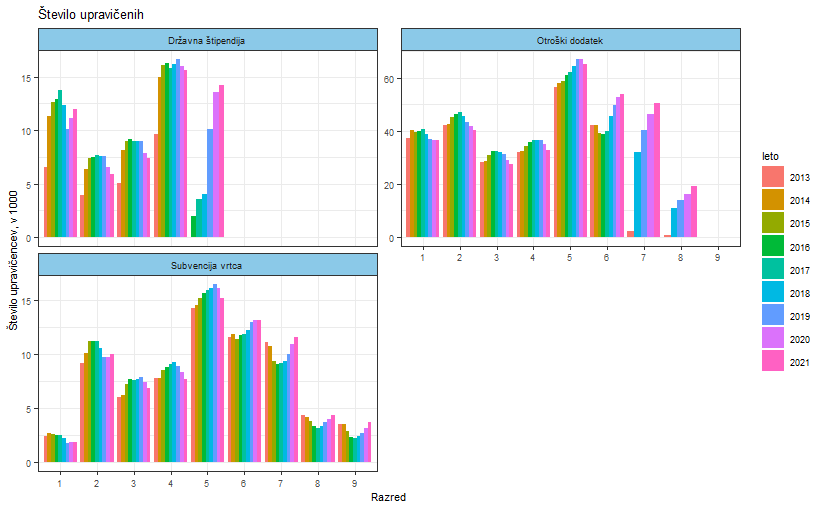 Število upravičenih
Državna štipendija
Otroški dodatek
15
10
5
0
60
40
20
0
1 2 3 4 5 6 7 8 9
Subvencija vrtca
15
10
5
0
1 2 3 4 5 6 7 8 9
Razred
Število upravičencev, v 1000
leto
2013
2014
2015
2016
2017
2018
2019
2020
2021